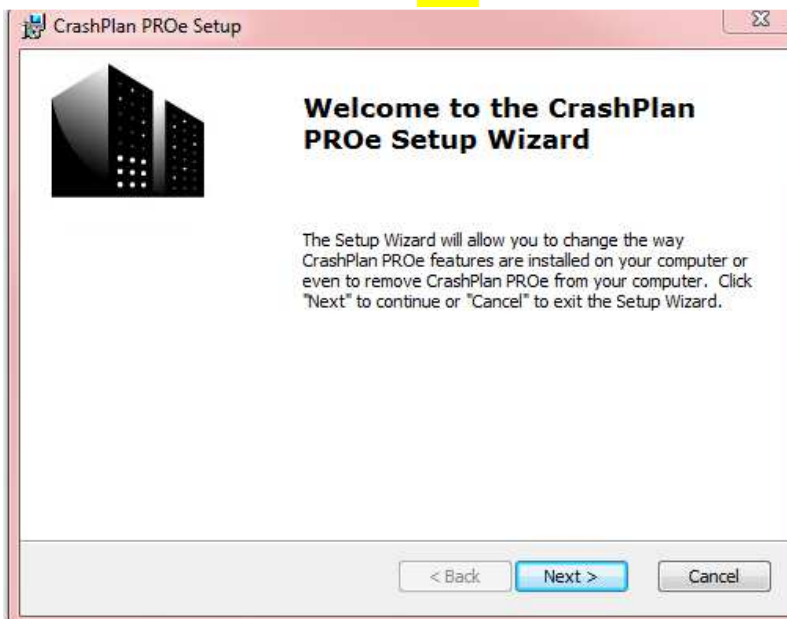 CrashPlan PROe Setup
Welcome to the CrashPlan
PROe Setup Wizard
The Setup Wizard will allow you to change the way
CrashPlan PROe features are installed on your computer or
even to remove CrashPlan PROe from your computer.  Click
"Next" to continue or "Cancel" to exit the Setup Wizard.
< Back Next > Cancel